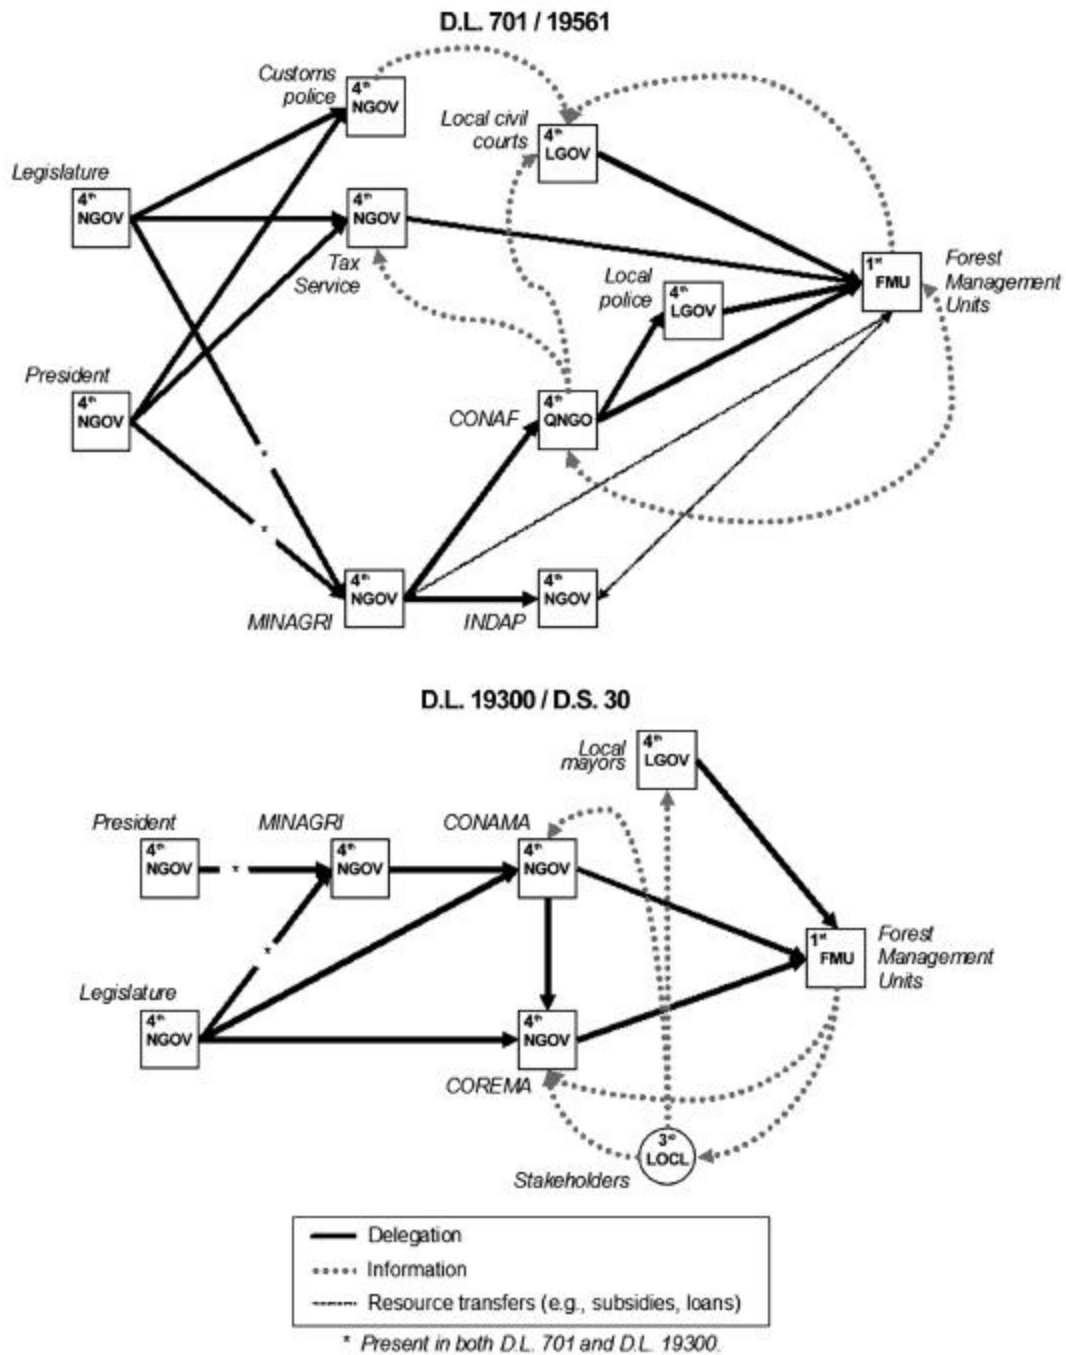 D.L. 701 / 19561
Customs
police
4th
NGOV
Local civil
courts
4th
LGOV
Legislature
4th
NGOV
4th
NGOV
Tax
Service
Local
police
4th
LGOV
1st
FMU
Forest
Management
Units
President
4th
NGOV
CONAF
4th
QNGO
*
*
MINAGRI
4th
NGOV
INDAP
4th
NGOV
D.L. 19300 / D.S. 30
Local
mayors
4th
LGOV
President
4th
NGOV
*
MINAGRI
4th
NGOV
CONAMA
4th
NGOV
*
1st
FMU
Forest
Management
Units
Legislature
4th
NGOV
4th
NGOV
COREMA
3rd
LOCL
Stakeholders
Delegation
Information
Resource transfers (e.g., subsidies, loans)
* Present in both D.L. 701 and D.L. 19300.